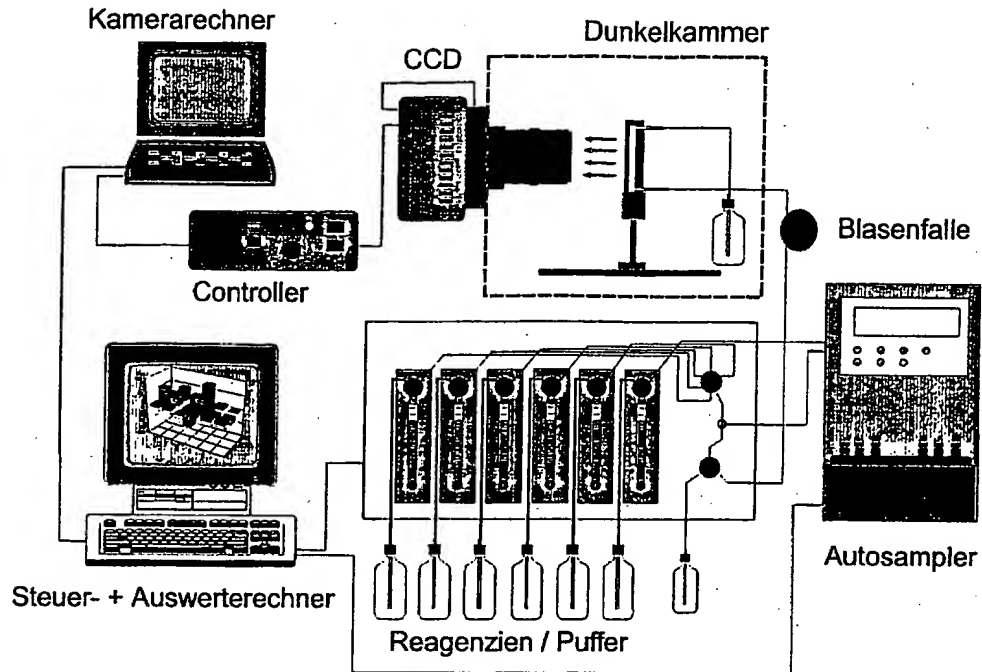 Kamerarechner
CCD
Dunkelkammer
Controller
Blasenfalle
Steuer- + Auswerterechner
Reagenzien / Puffer
Autosampler